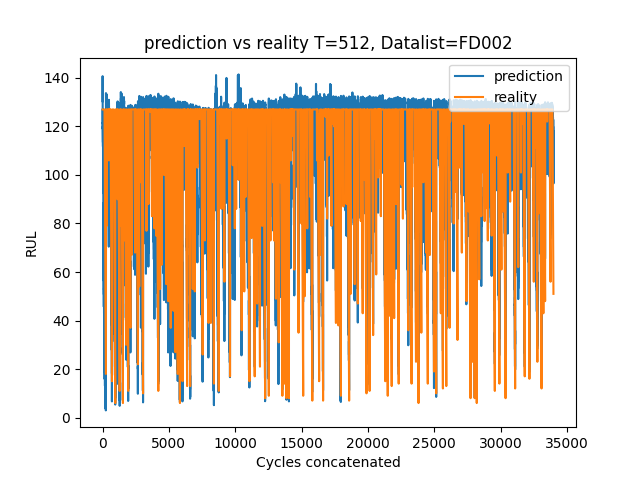 prediction vs reality T=512, Datalist=FD002
prediction
reality
RUL
140
120
100
80
60
40
20
0
0 5000 10000 15000 20000 25000 30000 35000
Cycles concatenated